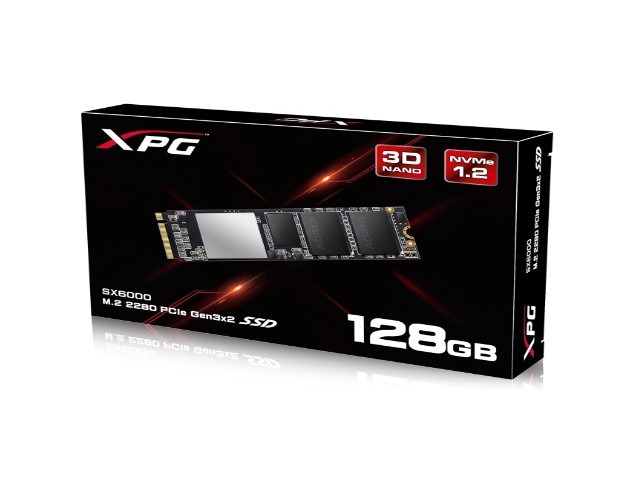 XPG™
3D
NAND
NVMe
1.2
SX6000
M.2 2280 PCIe Gen3x2 SSD
128GB
XPG
SX6000
M.2 2280 PCIe Gen3x2 SSD